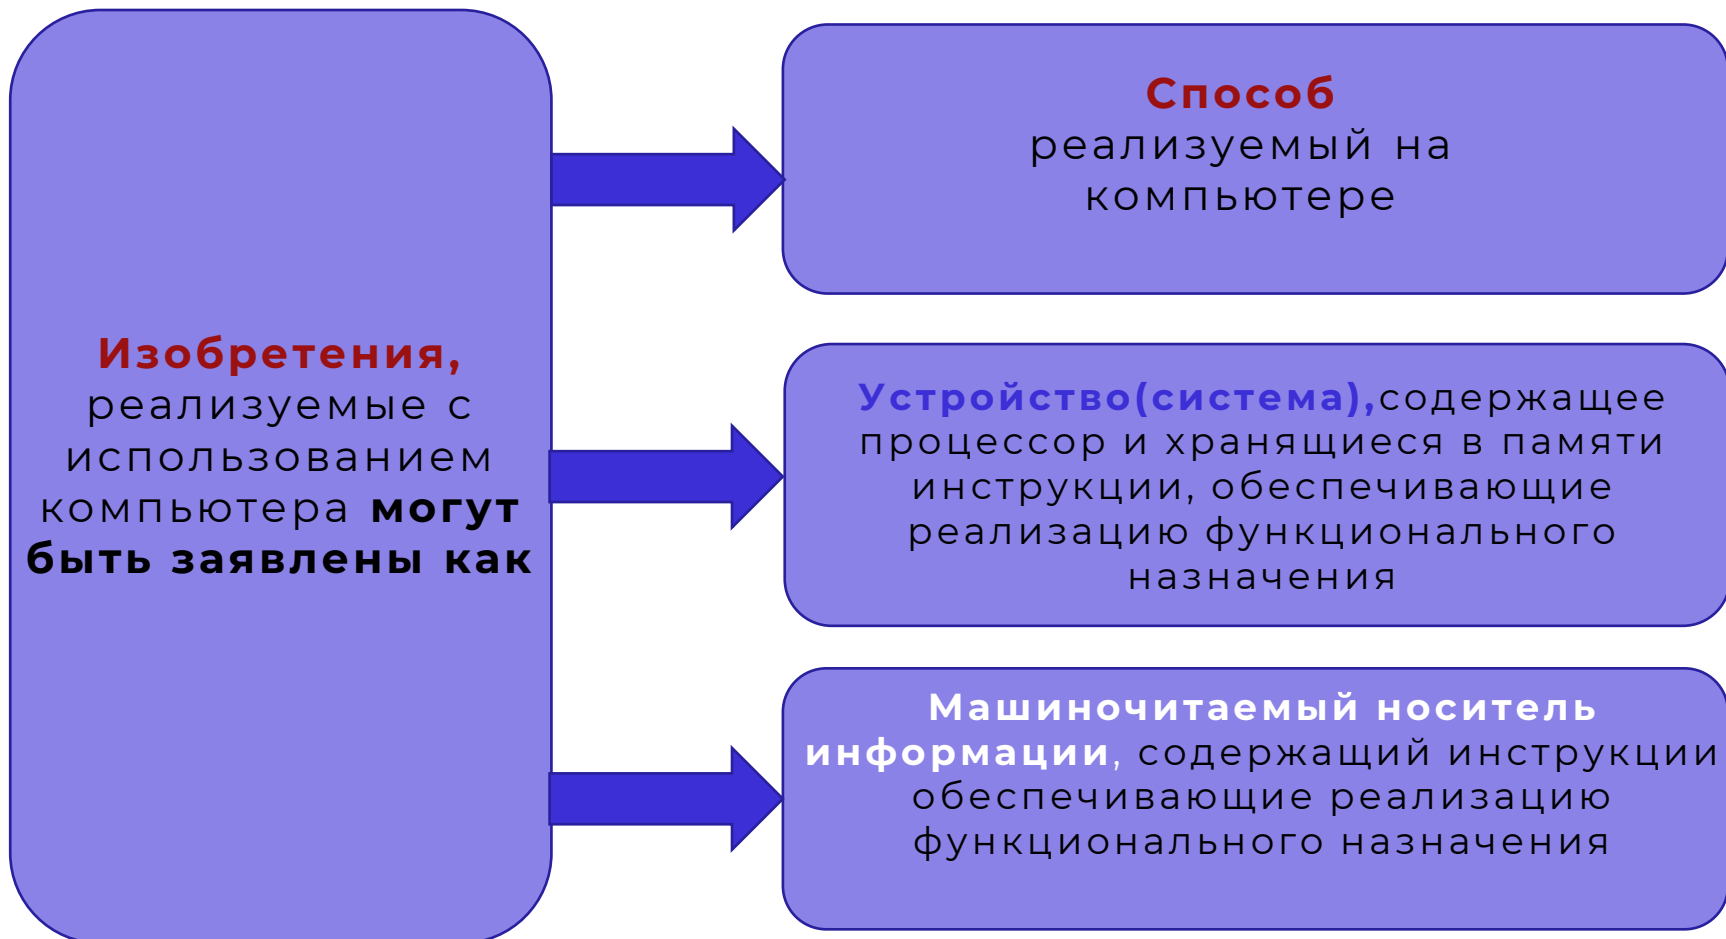 Изобретения,
реализуемые с
использованием
компьютера могут
быть заявлены как
Способ
реализуемый на
компьютере
Устройство(система),содержащее
процессор и хранящиеся в памяти
инструкции, обеспечивающие
реализацию функционального
назначения
Машиночитаемый носитель
информации, содержащий инструкции
обеспечивающие реализацию
функционального назначения